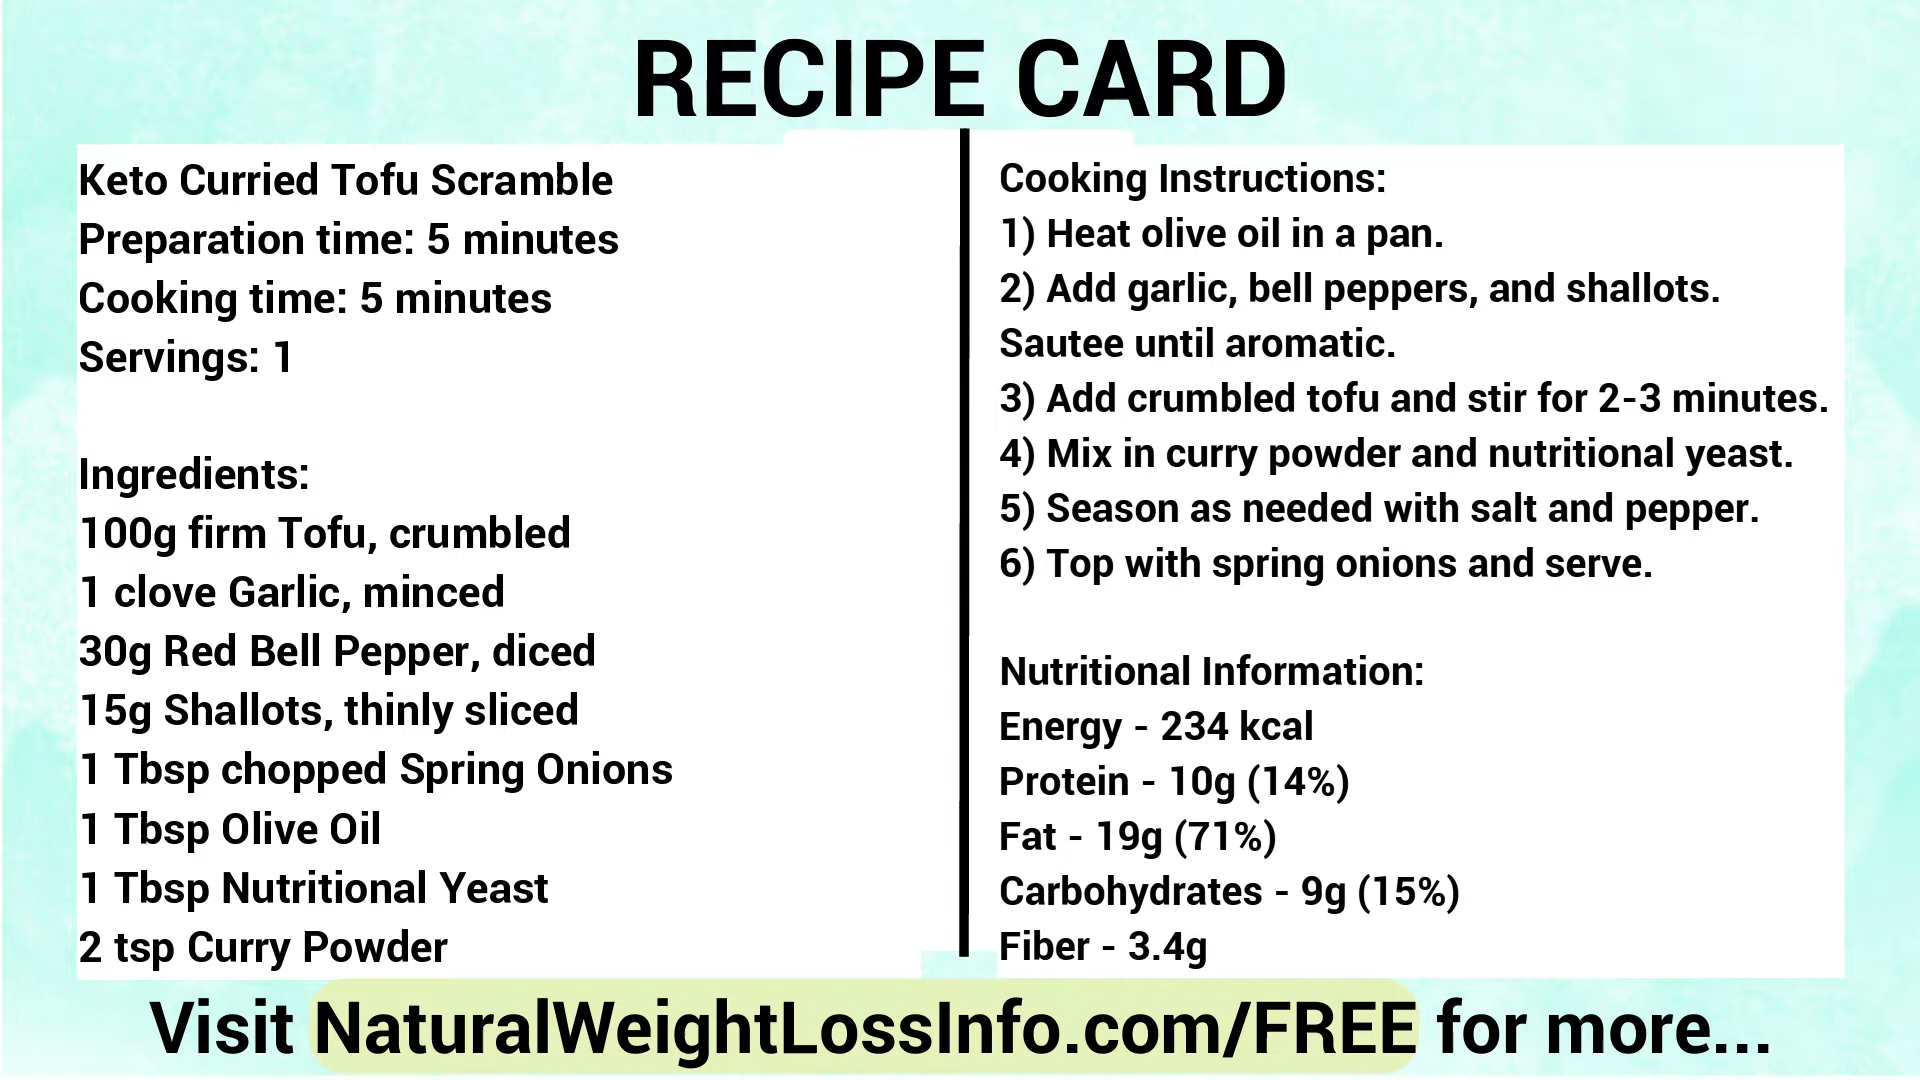 RECIPE CARD
Keto Curried Tofu Scramble
Preparation time: 5 minutes
Cooking time: 5 minutes
Servings: 1
Ingredients:
100g firm Tofu, crumbled
1 clove Garlic, minced
30g Red Bell Pepper, diced
15g Shallots, thinly sliced
1 Tbsp chopped Spring Onions
1 Tbsp Olive Oil
1 Tbsp Nutritional Yeast
2 tsp Curry Powder
Cooking Instructions:
1) Heat olive oil in a pan.
2) Add garlic, bell peppers, and shallots.
Sautee until aromatic.
3) Add crumbled tofu and stir for 2-3 minutes.
4) Mix in curry powder and nutritional yeast.
5) Season as needed with salt and pepper.
6) Top with spring onions and serve.
Nutritional Information:
Energy - 234 kcal
Protein - 10g (14%)
Fat - 19g (71%)
Carbohydrates - 9g (15%)
Fiber - 3.4g
Visit NaturalWeightLossInfo.com/FREE for more...